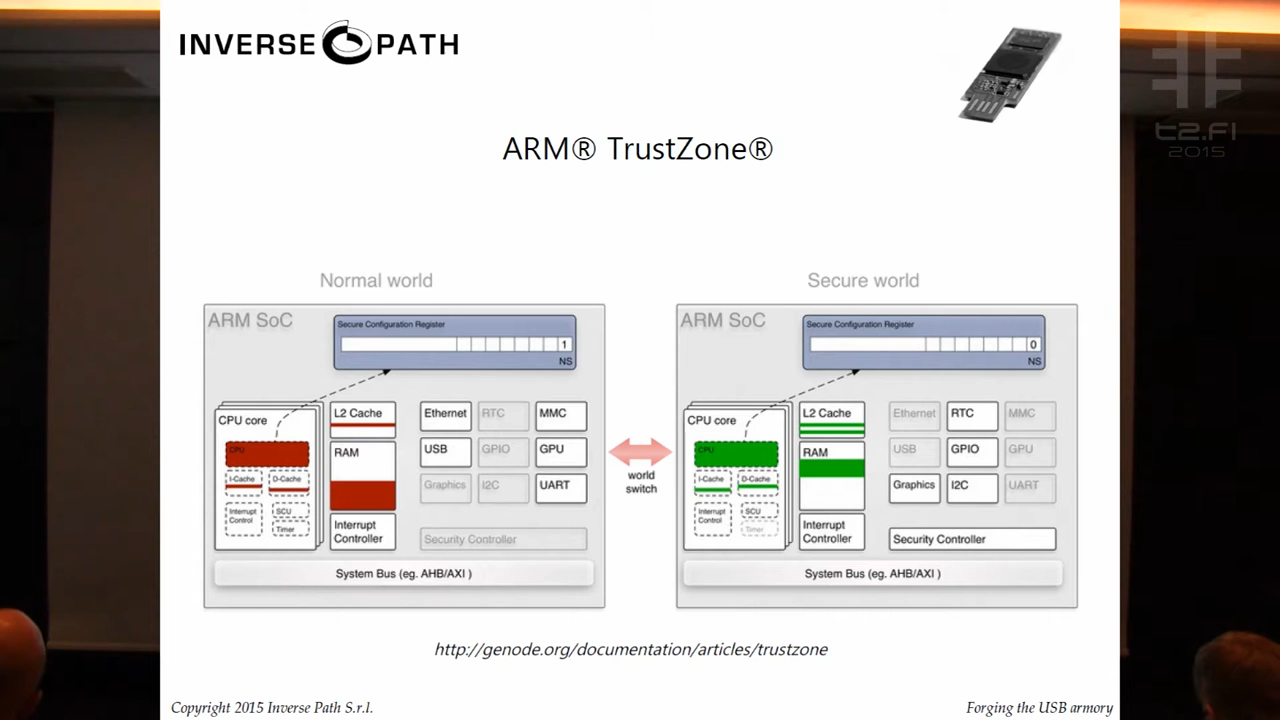 INVERSE PATH
t2.FI
2015
ARM® TrustZone®
Normal world
ARM SoC
Secure Configuration Register
1
NS
CPU core
CPU
I-Cache
D-Cache
Interrupt
Control
SCU
Timer
L2 Cache
RAM
Interrupt
Controller
Ethernet
RTC
MMC
USB
GPIO
GPU
Graphics
I2C
UART
Security Controller
System Bus (eg. AHB/AXI )
world
switch
Secure world
ARM SoC
Secure Configuration Register
0
NS
CPU core
CPU
I-Cache
D-Cache
Interrupt
Control
SCU
Timer
L2 Cache
RAM
Interrupt
Controller
Ethernet
RTC
MMC
USB
GPIO
GPU
Graphics
I2C
UART
Security Controller
System Bus (eg. AHB/AXI )
http://genode.org/documentation/articles/trustzone
Copyright 2015 Inverse Path S.r.l.
Forging the USB armory